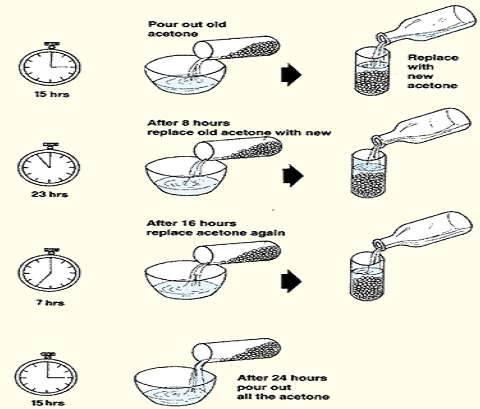 Pour out old
acetone
Replace
with
new
acetone
15 hrs
After 8 hours
replace old acetone with new
23 hrs
After 16 hours
replace acetone again
7 hrs
After 24 hours
pour out
all the acetone
15 hrs